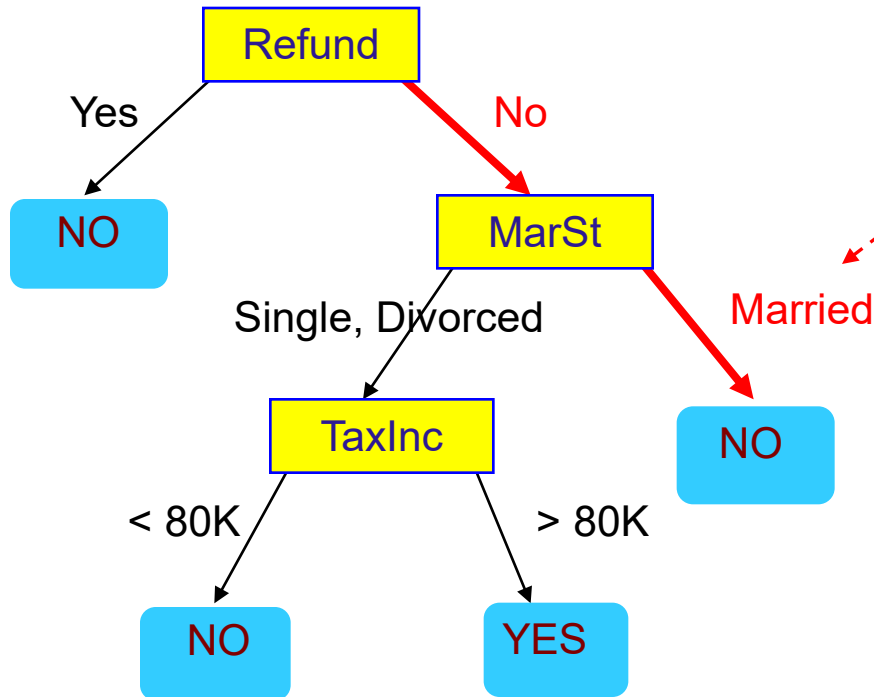 Refund
Yes
No
NO
MarSt
Single, Divorced
Married
TaxInc
NO
< 80K
> 80K
NO
YES